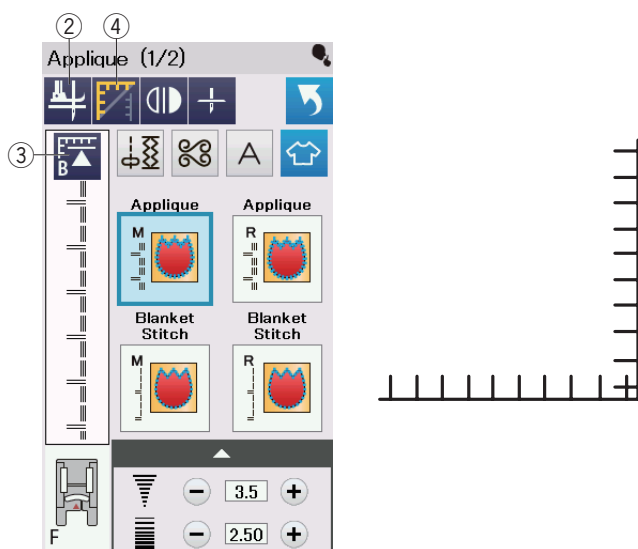 ② ④
Applique (1/2)
③
E
B
A
Applique Applique
M R
Blanket Blanket
Stitch Stitch
M R
3.5
F
2.50